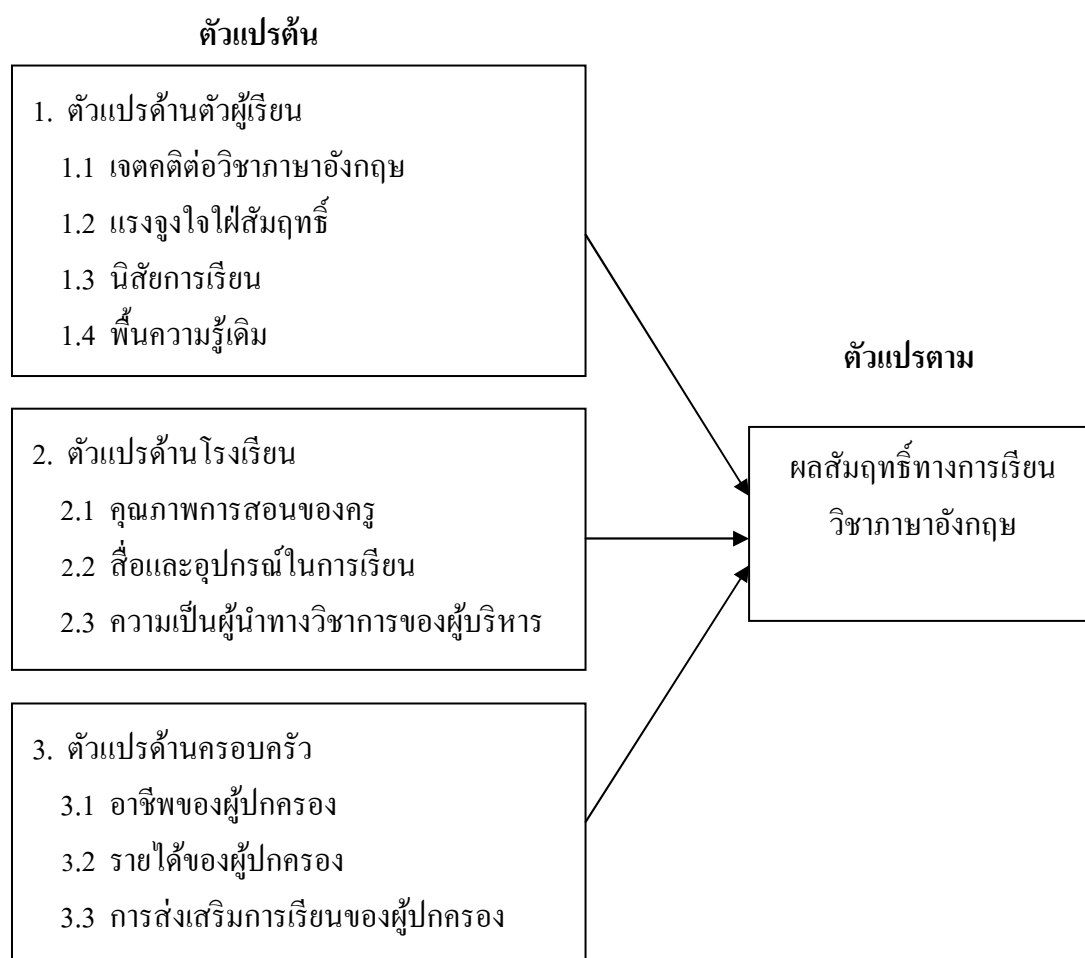 ตัวแปรต้น
1. ตัวแปรด้านตัวผู้เรียน
1.1 เจตคติต่อวิชาภาษาอังกฤษ
1.2 แรงจูงใจใฝ่สัมฤทธิ์
1.3 นิสัยการเรียน
1.4 พื้นความรู้เดิม
2. ตัวแปรด้านโรงเรียน
2.1 คุณภาพการสอนของครู
2.2 สื่อและอุปกรณ์ในการเรียน
2.3 ความเป็นผู้นำทางวิชาการของผู้บริหาร
3. ตัวแปรด้านครอบครัว
3.1 อาชีพของผู้ปกครอง
3.2 รายได้ของผู้ปกครอง
3.3 การส่งเสริมการเรียนของผู้ปกครอง
ตัวแปรตาม
ผลสัมฤทธิ์ทางการเรียน
วิชาภาษาอังกฤษ